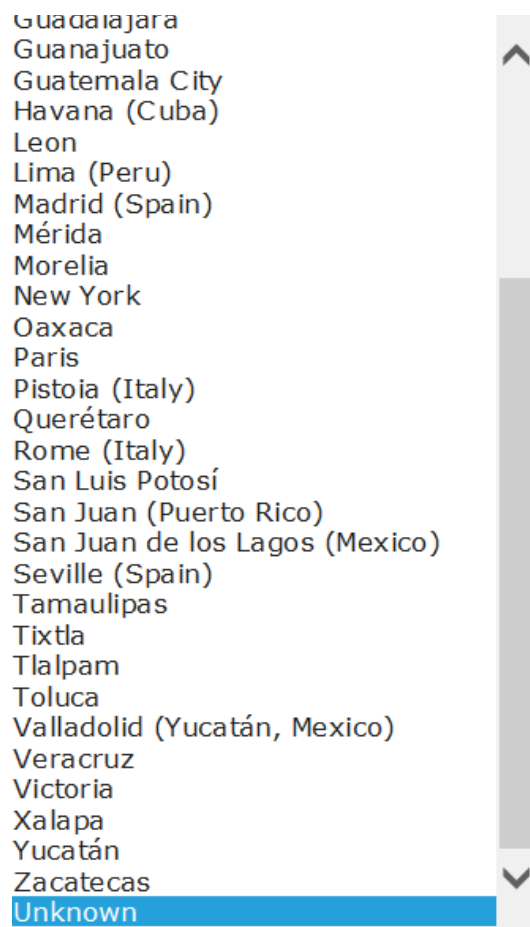 Guadalajara
Guanajuato
Guatemala City
Havana (Cuba)
Leon
Lima (Peru)
Madrid (Spain)
Mérida
Morelia
New York
Oaxaca
Paris
Pistoia (Italy)
Querétaro
Rome (Italy)
San Luis Potosí
San Juan (Puerto Rico)
San Juan de los Lagos (Mexico)
Seville (Spain)
Tamaulipas
Tixtla
Tlalpam
Toluca
Valladolid (Yucatán, Mexico)
Veracruz
Victoria
Xalapa
Yucatán
Zacatecas
Unknown